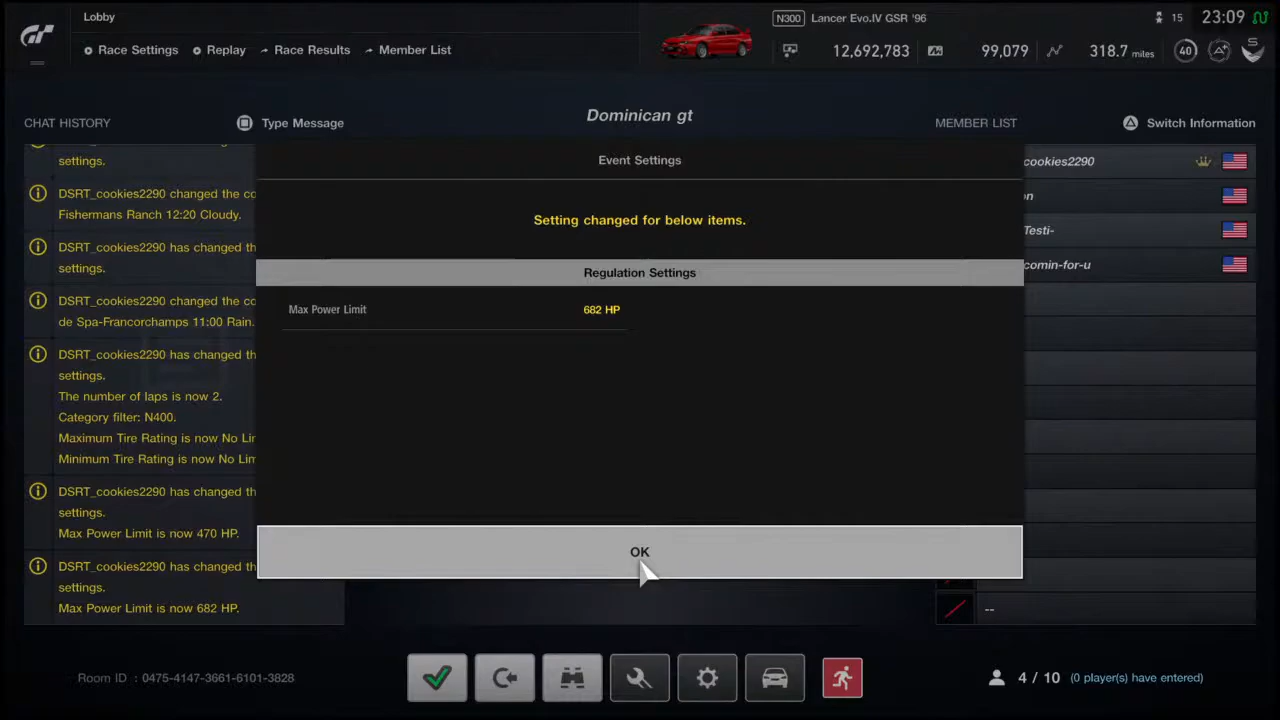 Lobby
Race Settings
Replay
Race Results
Member List
N300 Lancer Evo.IV GSR '96
12,692,783
99,079
318.7 miles
15
23:09
40
S
CHAT HISTORY
Type Message
Dominican gt
MEMBER LIST
Switch Information
settings.
DSRT_cookies2290 changed the co
Fishermans Ranch 12:20 Cloudy.
DSRT_cookies2290 has changed th
settings.
DSRT_cookies2290 changed the co
de Spa-Francorchamps 11:00 Rain.
DSRT_cookies2290 has changed th
settings.
The number of laps is now 2.
Category filter: N400.
Maximum Tire Rating is now No Lir
Minimum Tire Rating is now No Lim
DSRT_cookies2290 has changed th
settings.
Max Power Limit is now 470 HP.
DSRT_cookies2290 has changed th
settings.
Max Power Limit is now 682 HP.
Event Settings
Setting changed for below items.
Regulation Settings
Max Power Limit 682 HP
OK
cookies2290
on
Testi-
comin-for-u
--
Room ID : 0475-4147-3661-6101-3828
4 / 10 (0 player(s) have entered)